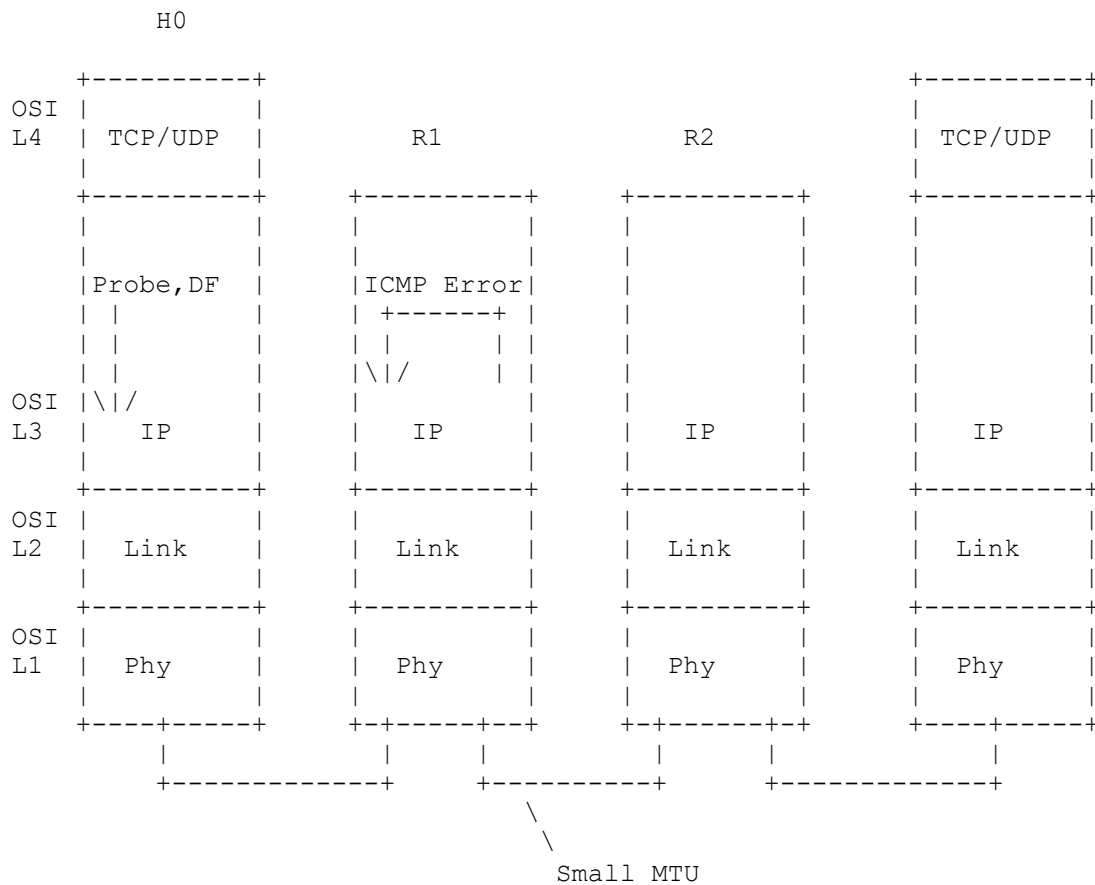 H0
OSI
L4 TCP/UDP R1 R2 TCP/UDP
Probe,DF ICMP Error
OSI
L3 IP IP IP IP
OSI
L2 Link Link Link Link
OSI
L1 Phy Phy Phy Phy
Small MTU